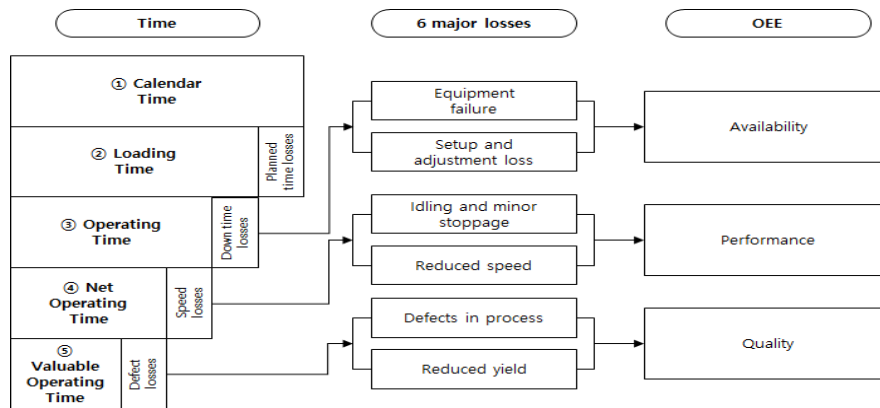 Time
6 major losses
OEE
① Calendar
Time
② Loading
Time
Planned
time losses
③ Operating
Time
Down time
losses
④ Net
Operating
Time
Speed
losses
⑤
Valuable
Operating
Time
Defect
losses
Equipment
failure
Setup and
adjustment loss
Idling and minor
stoppage
Reduced speed
Defects in process
Reduced yield
Availability
Performance
Quality